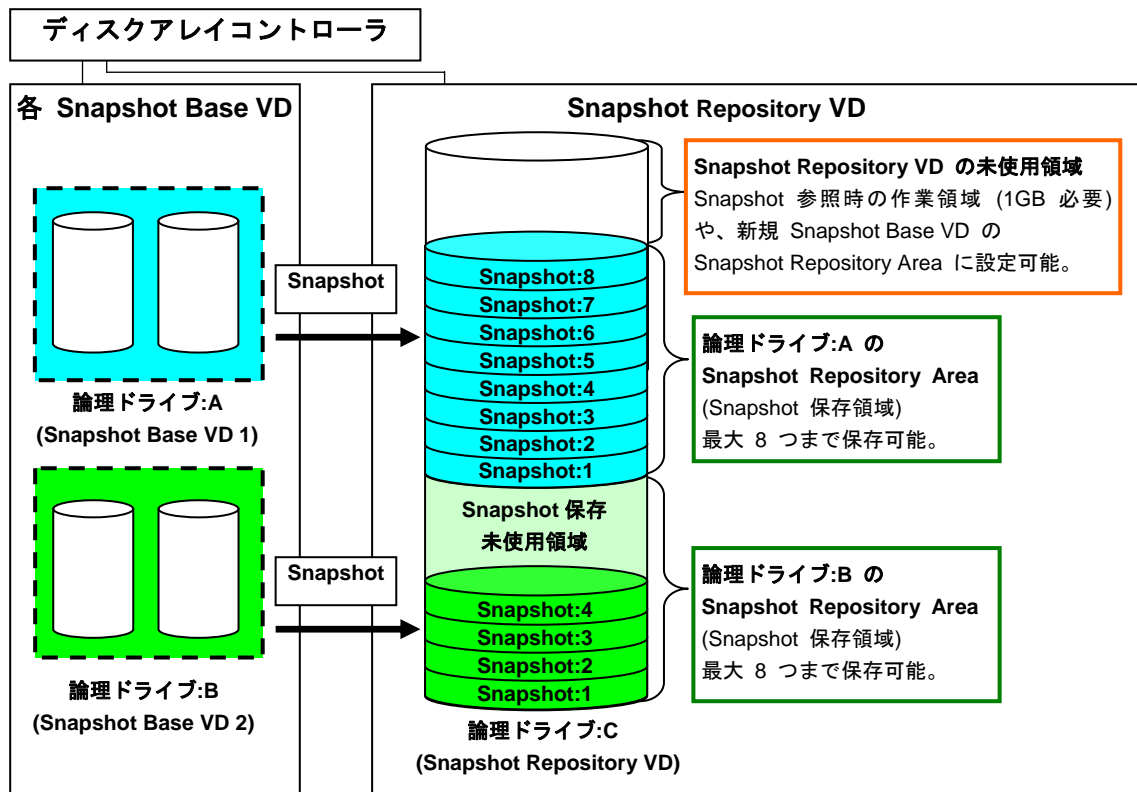 ディスクアレイコントローラ
各 Snapshot Base VD
論理ドライブ:A
(Snapshot Base VD 1)
論理ドライブ:B
(Snapshot Base VD 2)
Snapshot
Snapshot
Snapshot Repository VD
Snapshot:8
Snapshot:7
Snapshot:6
Snapshot:5
Snapshot:4
Snapshot:3
Snapshot:2
Snapshot:1
Snapshot 保存
未使用領域
Snapshot:4
Snapshot:3
Snapshot:2
Snapshot:1
論理ドライブ:C
(Snapshot Repository VD)
Snapshot Repository VD の未使用領域
Snapshot 参照時の作業領域 (1GB 必要)
や、新規 Snapshot Base VD の
Snapshot Repository Area に設定可能。
論理ドライブ:A の
Snapshot Repository Area
(Snapshot 保存領域)
最大 8 つまで保存可能。
論理ドライブ:B の
Snapshot Repository Area
(Snapshot 保存領域)
最大 8 つまで保存可能。